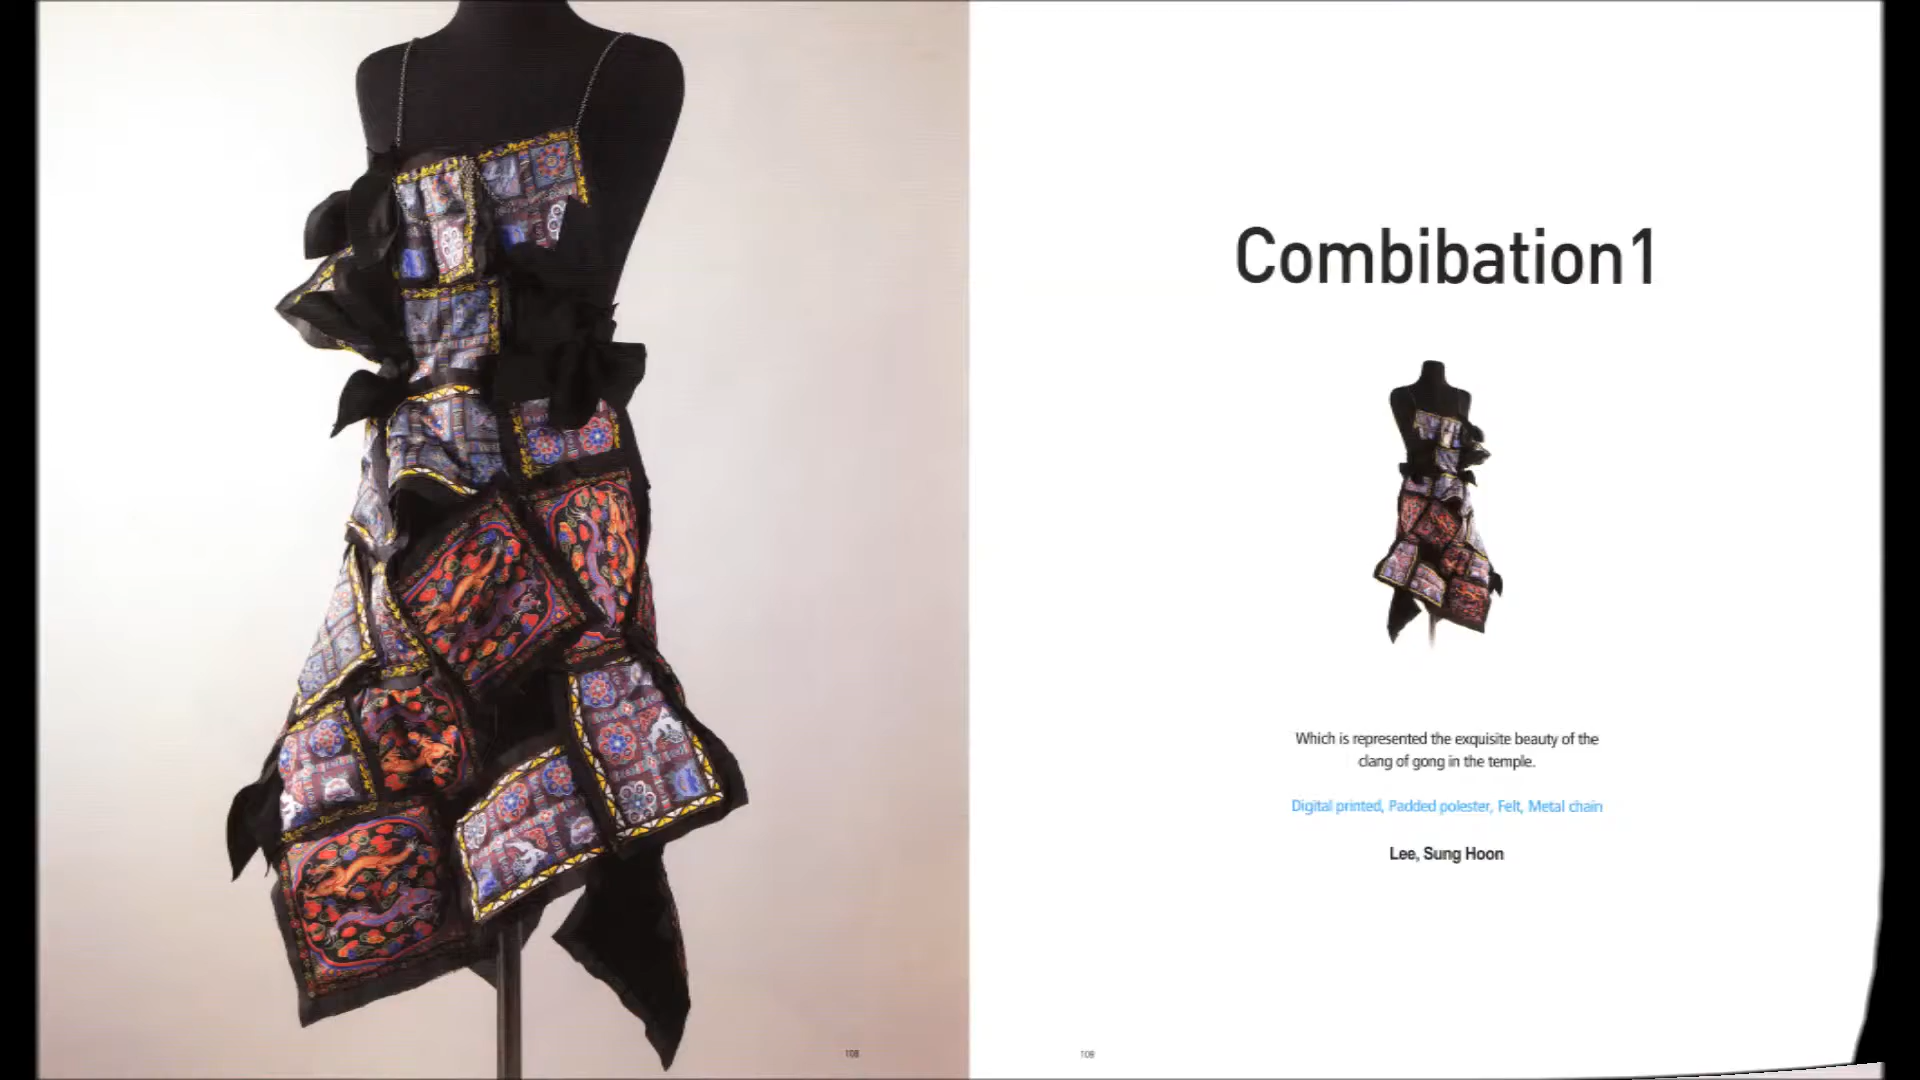 Combibation1
Which is represented the exquisite beauty of the
clang of gong in the temple.
Digital printed, Padded polester, Felt, Metal chain
Lee, Sung Hoon
108
109